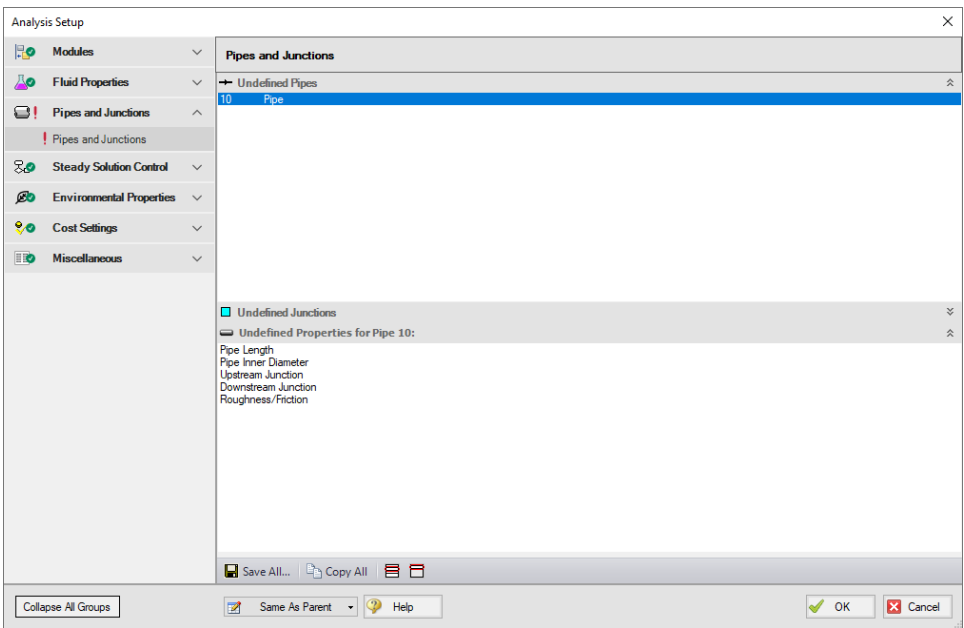 Analysis Setup
Modules
Fluid Properties
Pipes and Junctions
Pipes and Junctions
Steady Solution Control
Environmental Properties
Cost Settings
Miscellaneous
Pipes and Junctions
Undefined Pipes
10 Pipe
Undefined Junctions
Undefined Properties for Pipe 10:
Pipe Length
Pipe Inner Diameter
Upstream Junction
Downstream Junction
Roughness/Friction
Save All... Copy All
Collapse All Groups Same As Parent Help OK Cancel